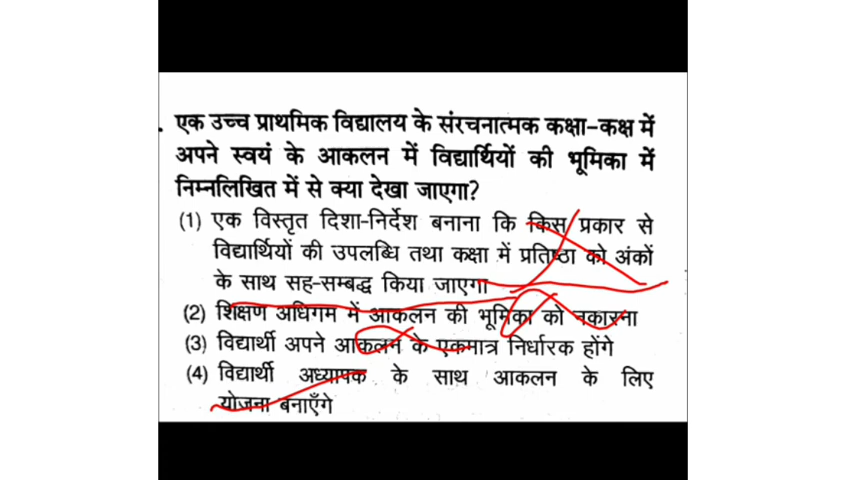 . एक उच्च प्राथमिक विद्यालय के संरचनात्मक कक्षा-कक्ष में
अपने स्वयं के आकलन में विद्यार्थियों की भूमिका में
निम्नलिखित में से क्या देखा जाएगा?
(1) एक विस्तृत दिशा-निर्देश बनाना कि किस प्रकार से
विद्यार्थियों की उपलब्धि तथा कक्षा में प्रतिष्ठा को अंकों
के साथ सह-सम्बद्ध किया जाएगा
(2) शिक्षण अधिगम में आकलन की भूमिका को नकारना
(3) विद्यार्थी अपने आकलन के एकमात्र निर्धारक होंगे
(4) विद्यार्थी अध्यापक के साथ आकलन के लिए
योजना बनाएँगे